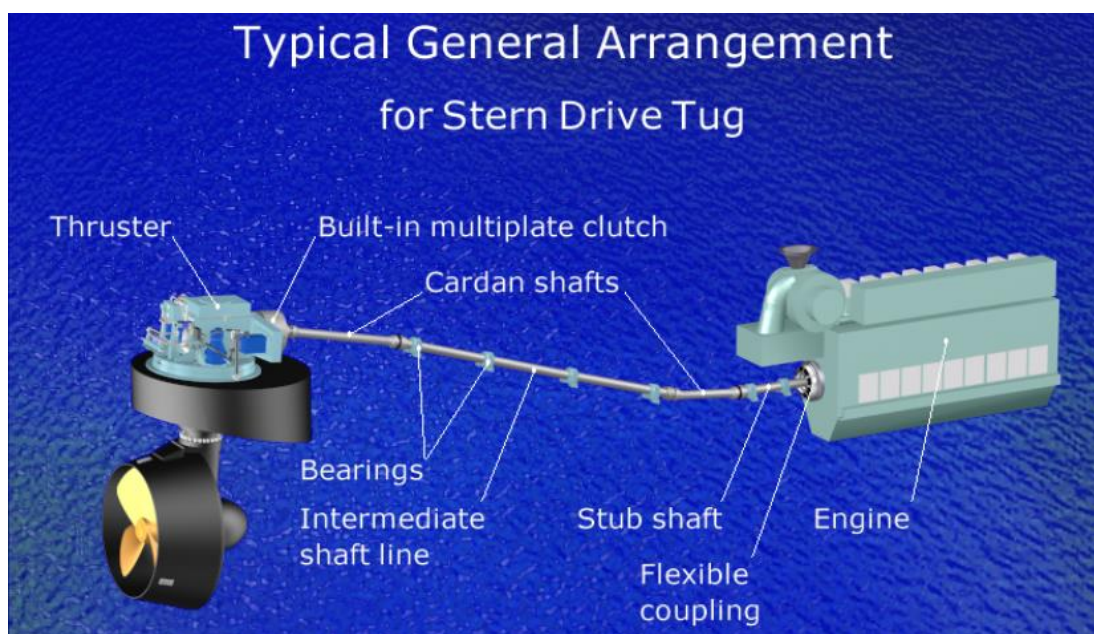 Typical General Arrangement
for Stern Drive Tug
Thruster
Built-in multiplate clutch
Cardan shafts
Bearings
Intermediate
shaft line
Stub shaft
Engine
Flexible
coupling